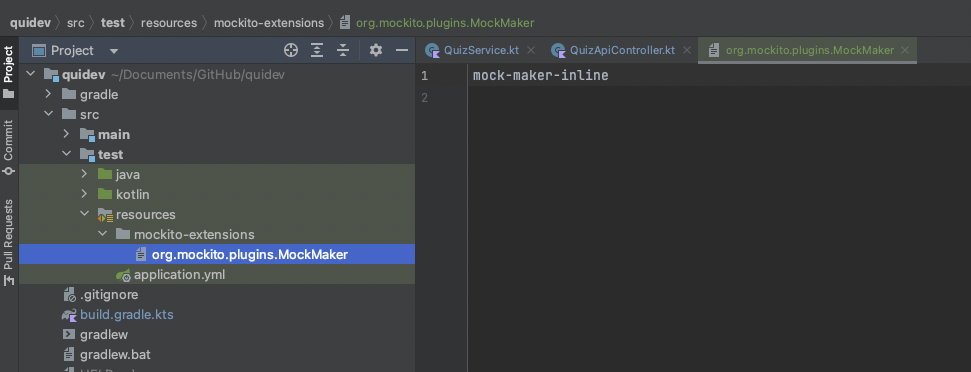 quidev 〉 src 〉 test 〉 resources 〉 mockito-extensions 〉 org.mockito.plugins.MockMaker
Project
QuizService.kt
QuizApiController.kt
org.mockito.plugins.MockMaker
Project
Commit
Pull Requests
quidev ~/Documents/GitHub/quidev
gradle
src
main
test
java
kotlin
resources
mockito-extensions
org.mockito.plugins.MockMaker
application.yml
.gitignore
build.gradle.kts
gradlew
gradlew.bat
1 mock-maker-inline
2